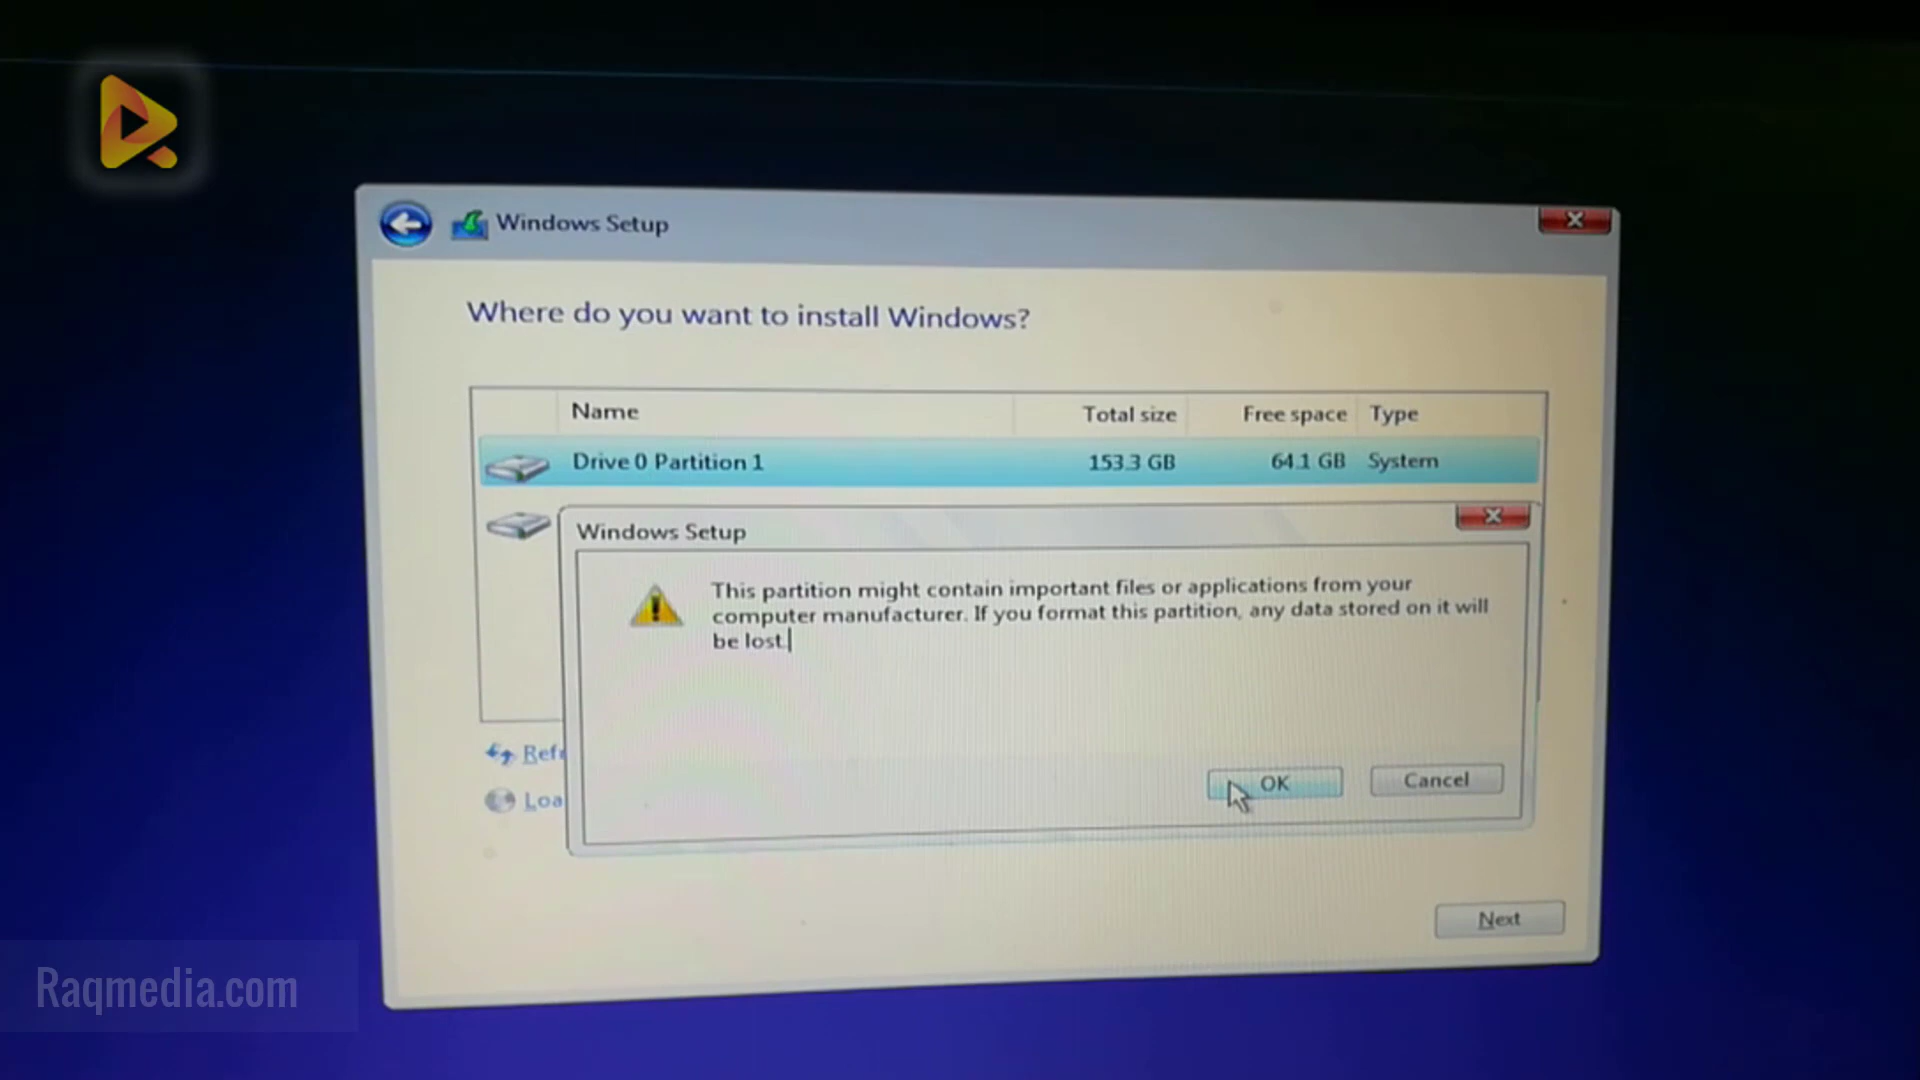 Windows Setup
Where do you want to install Windows?
Name Total size Free space Type
Drive 0 Partition 1 153.3 GB 64.1 GB System
Windows Setup
This partition might contain important files or applications from your
computer manufacturer. If you format this partition, any data stored on it will
be lost.
OK Cancel
Next
Raqmedia.com